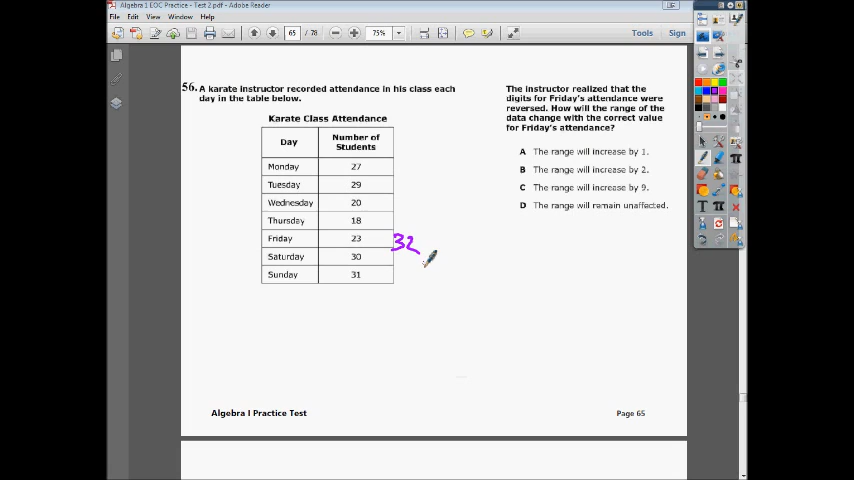 Algebra 1 EOC Practice - Test 2.pdf - Adobe Reader
File Edit View Window Help
65 / 78 75% Tools Sign
56. A karate instructor recorded attendance in his class each
day in the table below.
Karate Class Attendance
Day Number of Students
Monday 27
Tuesday 29
Wednesday 20
Thursday 18
Friday 23 32
Saturday 30
Sunday 31
The instructor realized that the
digits for Friday's attendance were
reversed. How will the range of the
data change with the correct value
for Friday's attendance?
A The range will increase by 1.
B The range will increase by 2.
C The range will increase by 9.
D The range will remain unaffected.
Algebra I Practice Test Page 65